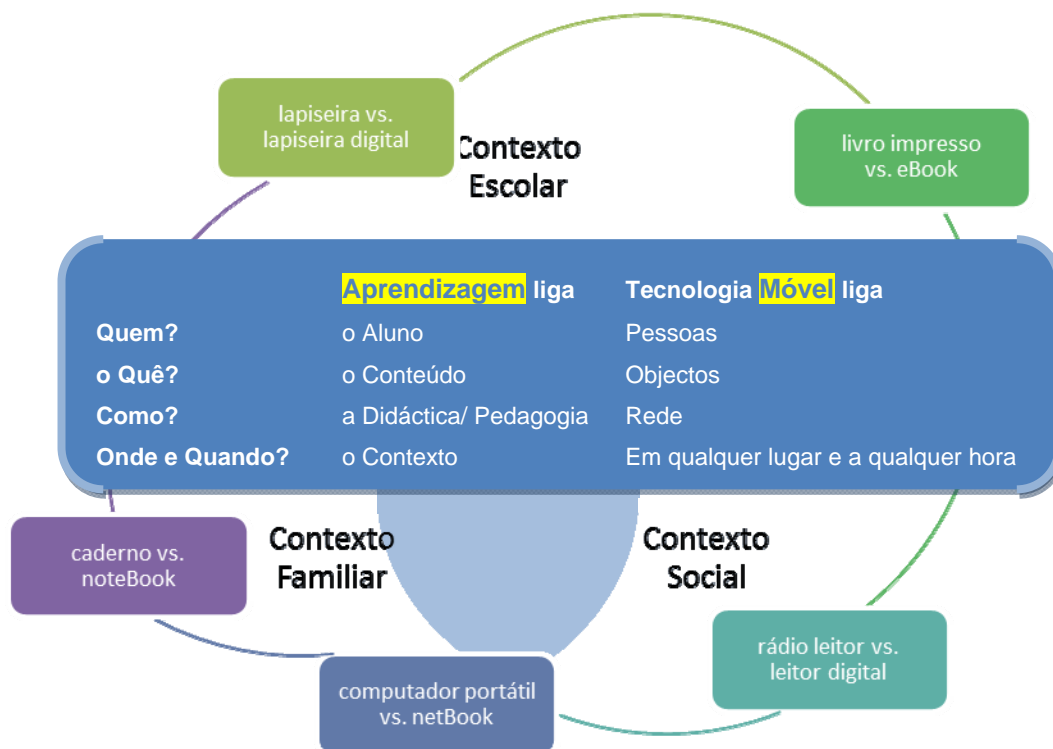 lapiseira vs.
lapiseira digital
Contexto
Escolar
livro impresso
vs. eBook
Aprendizagem liga Tecnologia Móvel liga
Quem? o Aluno Pessoas
o Quê? o Conteúdo Objectos
Como? a Didáctica/ Pedagogia Rede
Onde e Quando? o Contexto Em qualquer lugar e a qualquer hora
caderno vs.
noteBook
Contexto
Familiar
Contexto
Social
rádio leitor vs.
leitor digital
computador portátil
vs. netBook